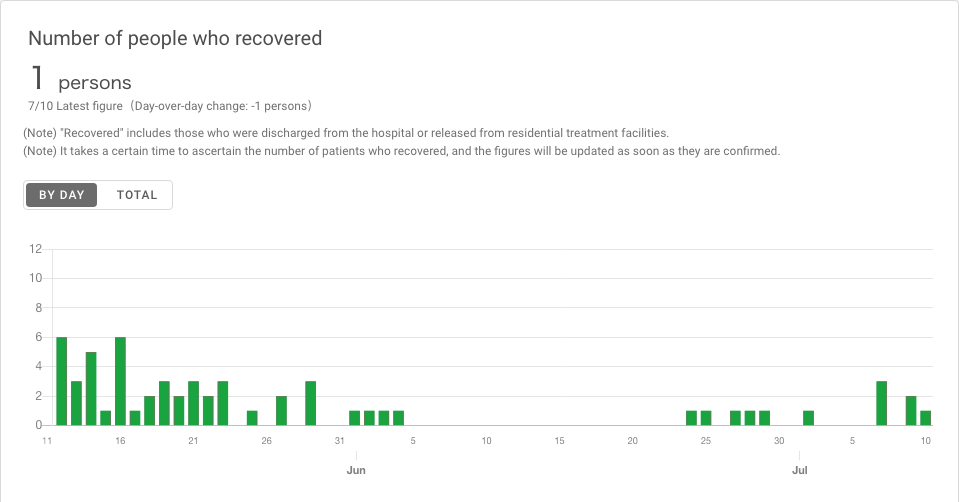 Number of people who recovered
1 persons
7/10 Latest figure（Day-over-day change: -1 persons）
(Note) "Recovered" includes those who were discharged from the hospital or released from residential treatment facilities.
(Note) It takes a certain time to ascertain the number of patients who recovered, and the figures will be updated as soon as they are confirmed.
BY DAY TOTAL
12
10
8
6
4
2
0
11 16 21 26 31 5 10 15 20 25 30 5 10
Jun Jul